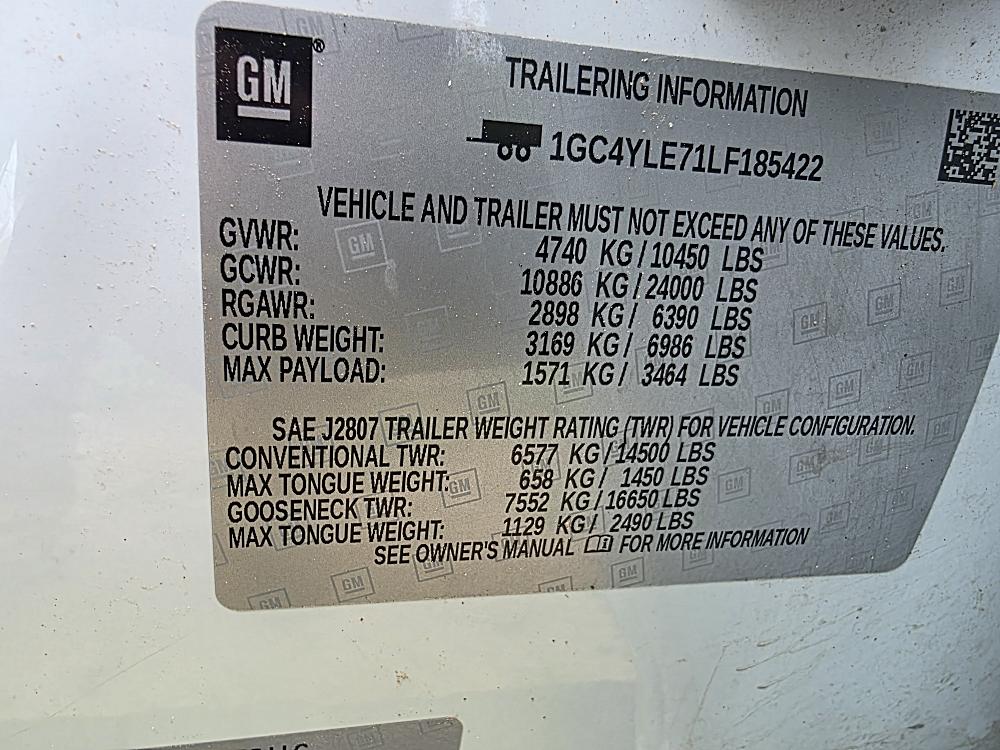 GM®
TRAILERING INFORMATION
1GC4YLE71LF185422
VEHICLE AND TRAILER MUST NOT EXCEED ANY OF THESE VALUES.
GVWR: 4740 KG / 10450 LBS
GCWR: 10886 KG / 24000 LBS
RGAWR: 2898 KG / 6390 LBS
CURB WEIGHT: 3169 KG / 6986 LBS
MAX PAYLOAD: 1571 KG / 3464 LBS
SAE J2807 TRAILER WEIGHT RATING (TWR) FOR VEHICLE CONFIGURATION.
CONVENTIONAL TWR: 6577 KG / 14500 LBS
MAX TONGUE WEIGHT: 658 KG / 1450 LBS
GOOSENECK TWR: 7552 KG / 16650 LBS
MAX TONGUE WEIGHT: 1129 KG / 2490 LBS
SEE OWNER'S MANUAL FOR MORE INFORMATION